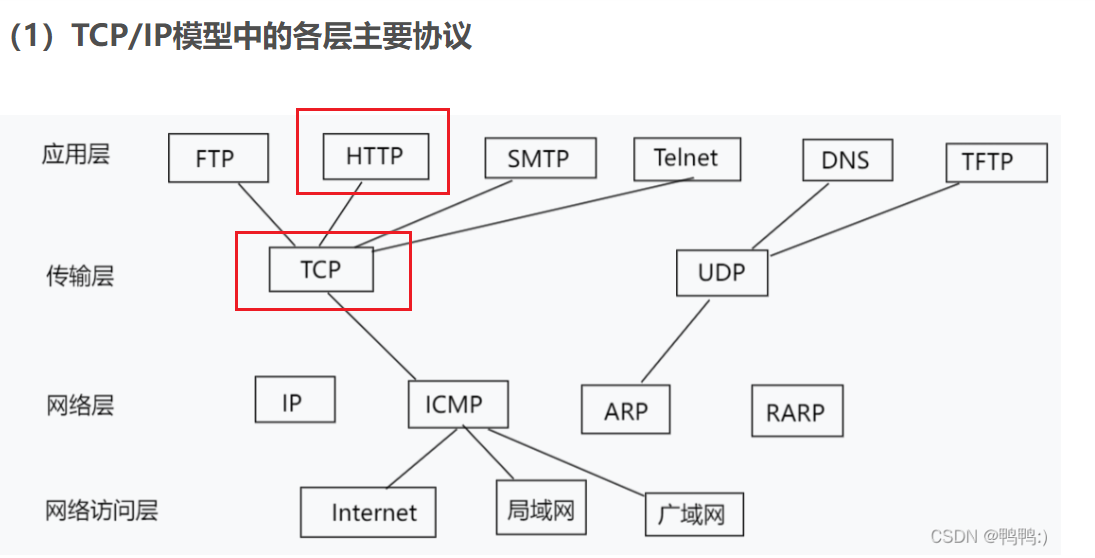 （1）TCP/IP模型中的各层主要协议
应用层 FTP HTTP SMTP Telnet DNS TFTP
传输层 TCP UDP
网络层 IP ICMP ARP RARP
网络访问层 Internet 局域网 广域网
CSDN @鸭鸭:)